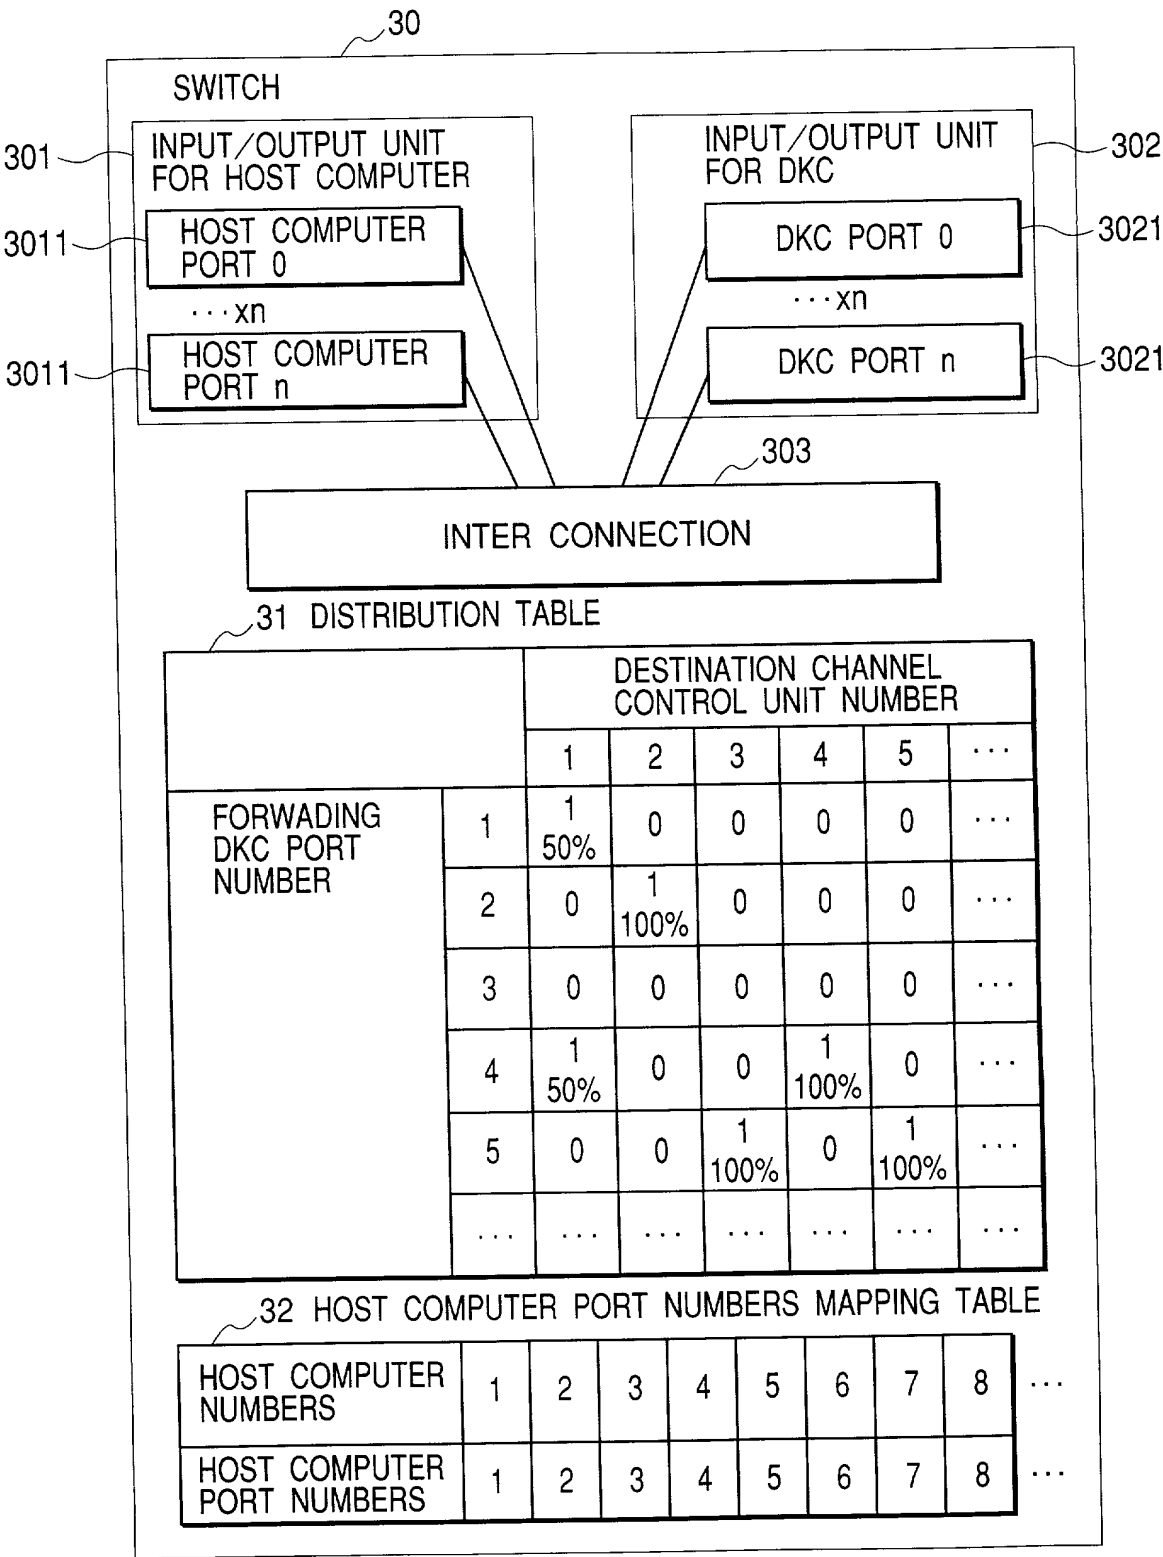 30
SWITCH
301
INPUT/OUTPUT UNIT
FOR HOST COMPUTER
3011
HOST COMPUTER
PORT 0
···xn
3011
HOST COMPUTER
PORT n
INPUT/OUTPUT UNIT
FOR DKC
302
DKC PORT 0
3021
···xn
DKC PORT n
3021
303
INTER CONNECTION
31 DISTRIBUTION TABLE
DESTINATION CHANNEL
CONTROL UNIT NUMBER
1 2 3 4 5 ···
FORWADING
DKC PORT
NUMBER
1 1 50% 0 0 0 0 ···
2 0 1 100% 0 0 0 ···
3 0 0 0 0 0 ···
4 1 50% 0 0 1 100% 0 ···
5 0 0 1 100% 0 1 100% ···
··· ··· ··· ··· ··· ··· ···
32 HOST COMPUTER PORT NUMBERS MAPPING TABLE
HOST COMPUTER
NUMBERS
1 2 3 4 5 6 7 8 ···
HOST COMPUTER
PORT NUMBERS
1 2 3 4 5 6 7 8 ···